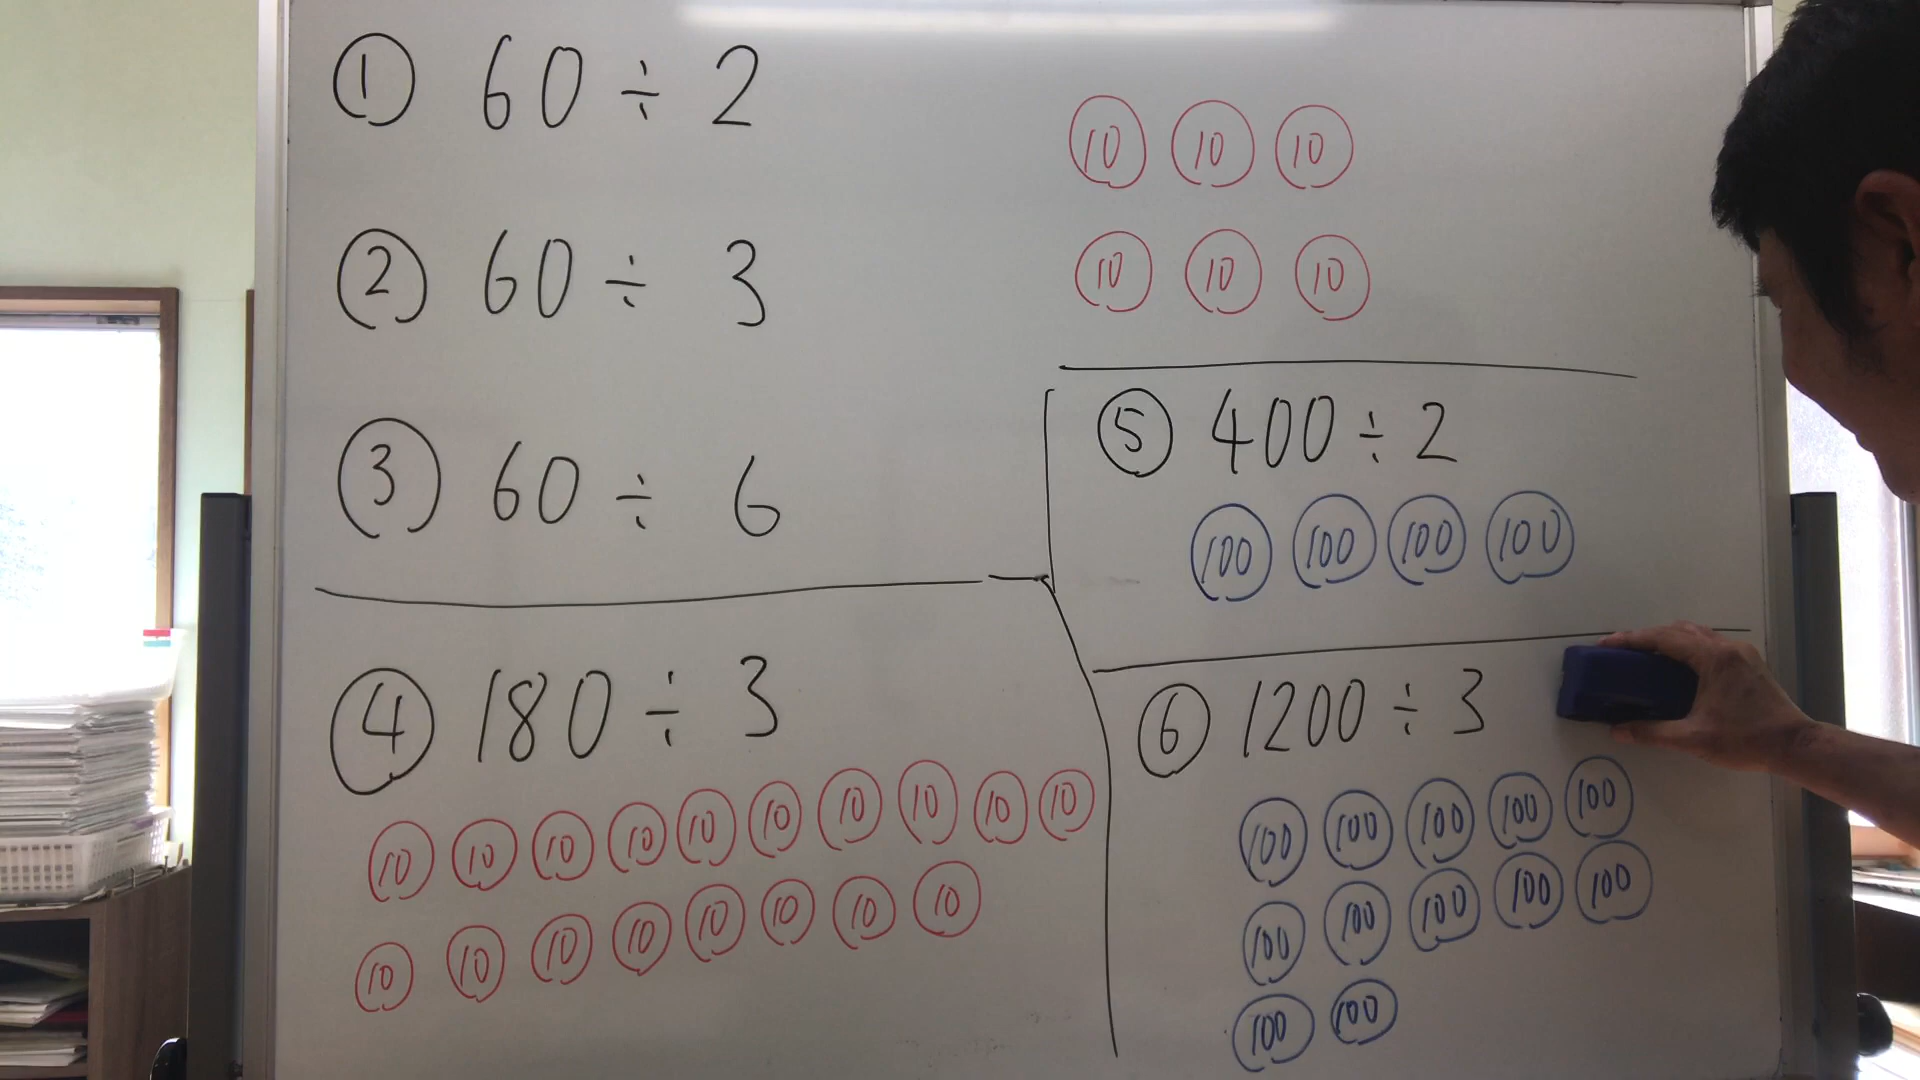 ① 60 ÷ 2
② 60 ÷ 3
③ 60 ÷ 6
10 10 10
10 10 10
④ 180 ÷ 3
10 10 10 10 10 10 10 10 10 10
10 10 10 10 10 10 10 10
⑤ 400 ÷ 2
100 100 100 100
⑥ 1200 ÷ 3
100 100 100 100 100
100 100 100 100 100
100 100